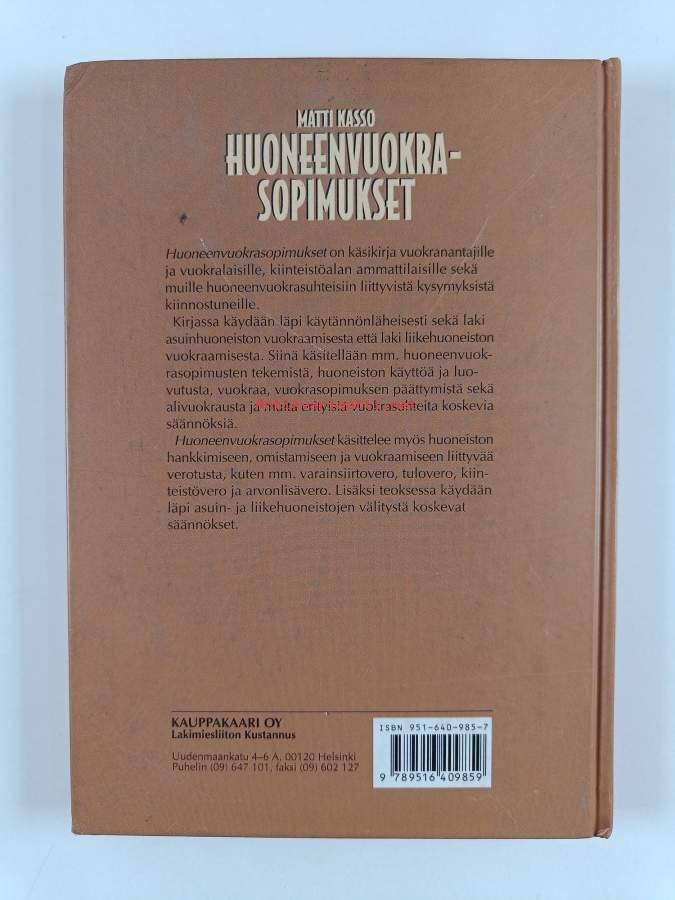 MATTI KASSO
HUONEENVUOKRA-
SOPIMUKSET
Huoneenvuokrasopimukset on käsikirja vuokranantajille
ja vuokralaisille, kiinteistöalan ammattilaisille sekä
muille huoneenvuokrasuhteisiin liittyvistä kysymyksistä
kiinnostuneille.
Kirjassa käydään läpi käytännönläheisesti sekä laki
asuinhuoneiston vuokraamisesta että laki liikehuoneiston
vuokraamisesta. Siinä käsitellään mm. huoneenvuok-
rasopimusten tekemistä, huoneiston käyttöä ja luo-
vutusta, vuokraa, vuokrasopimuksen päättymistä sekä
alivuokrausta ja muita erityisiä vuokrasuhteita koskevia
säännöksiä.
Huoneenvuokrasopimukset käsittelee myös huoneiston
hankkimiseen, omistamiseen ja vuokraamiseen liittyvää
verotusta, kuten mm. varainsiirtovero, tulovero, kiin-
teistövero ja arvonlisävero. Lisäksi teoksessa käydään
läpi asuin- ja liikehuoneistojen välitystä koskevat
säännökset.
KAUPPAKAARI OY
Lakimiesliiton Kustannus
Uudenmaankatu 4–6 A, 00120 Helsinki
Puhelin (09) 647 101, faksi (09) 602 127
ISBN 951-640-985-7
9 789516 409859